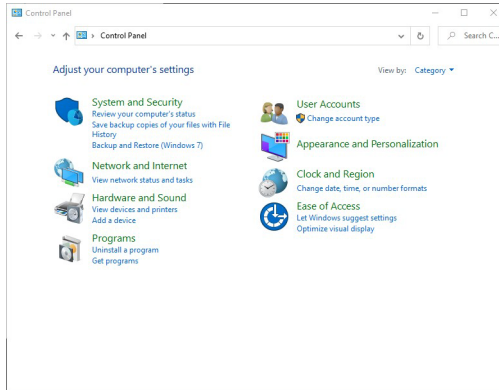 Control Panel
Control Panel
Search C...
Adjust your computer's settings
View by: Category
System and Security
Review your computer's status
Save backup copies of your files with File
History
Backup and Restore (Windows 7)
Network and Internet
View network status and tasks
Hardware and Sound
View devices and printers
Add a device
Programs
Uninstall a program
Get programs
User Accounts
Change account type
Appearance and Personalization
Clock and Region
Change date, time, or number formats
Ease of Access
Let Windows suggest settings
Optimize visual display